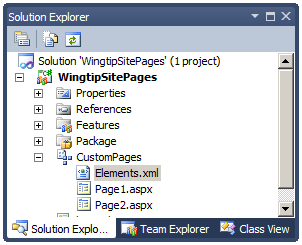 Solution Explorer
Solution 'WingtipSitePages' (1 project)
WingtipSitePages
Properties
References
Features
Package
CustomPages
Elements.xml
Page1.aspx
Page2.aspx
Solution Explo...
Team Explorer
Class View